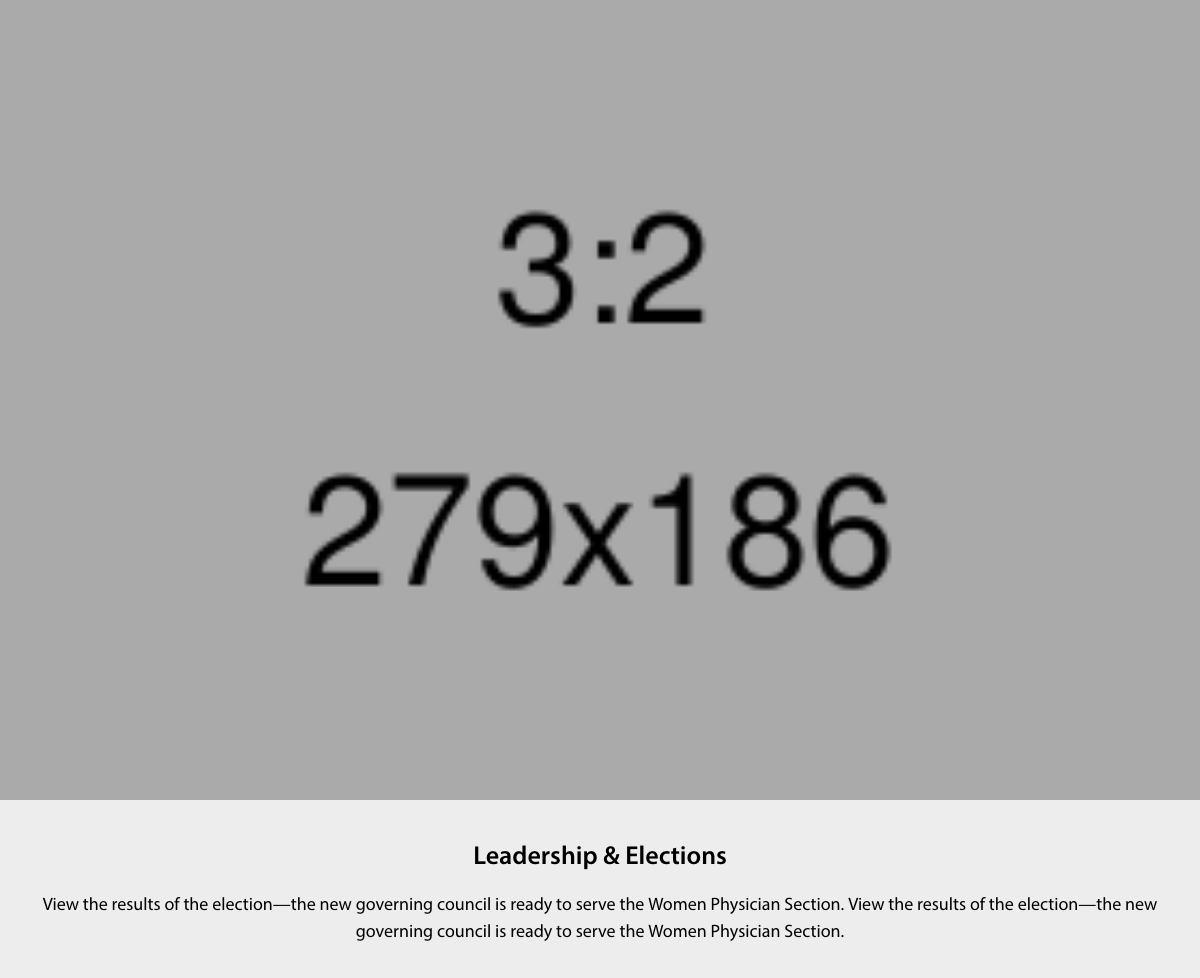 3:2
279x186
Leadership & Elections
View the results of the election—the new governing council is ready to serve the Women Physician Section. View the results of the election—the new
governing council is ready to serve the Women Physician Section.